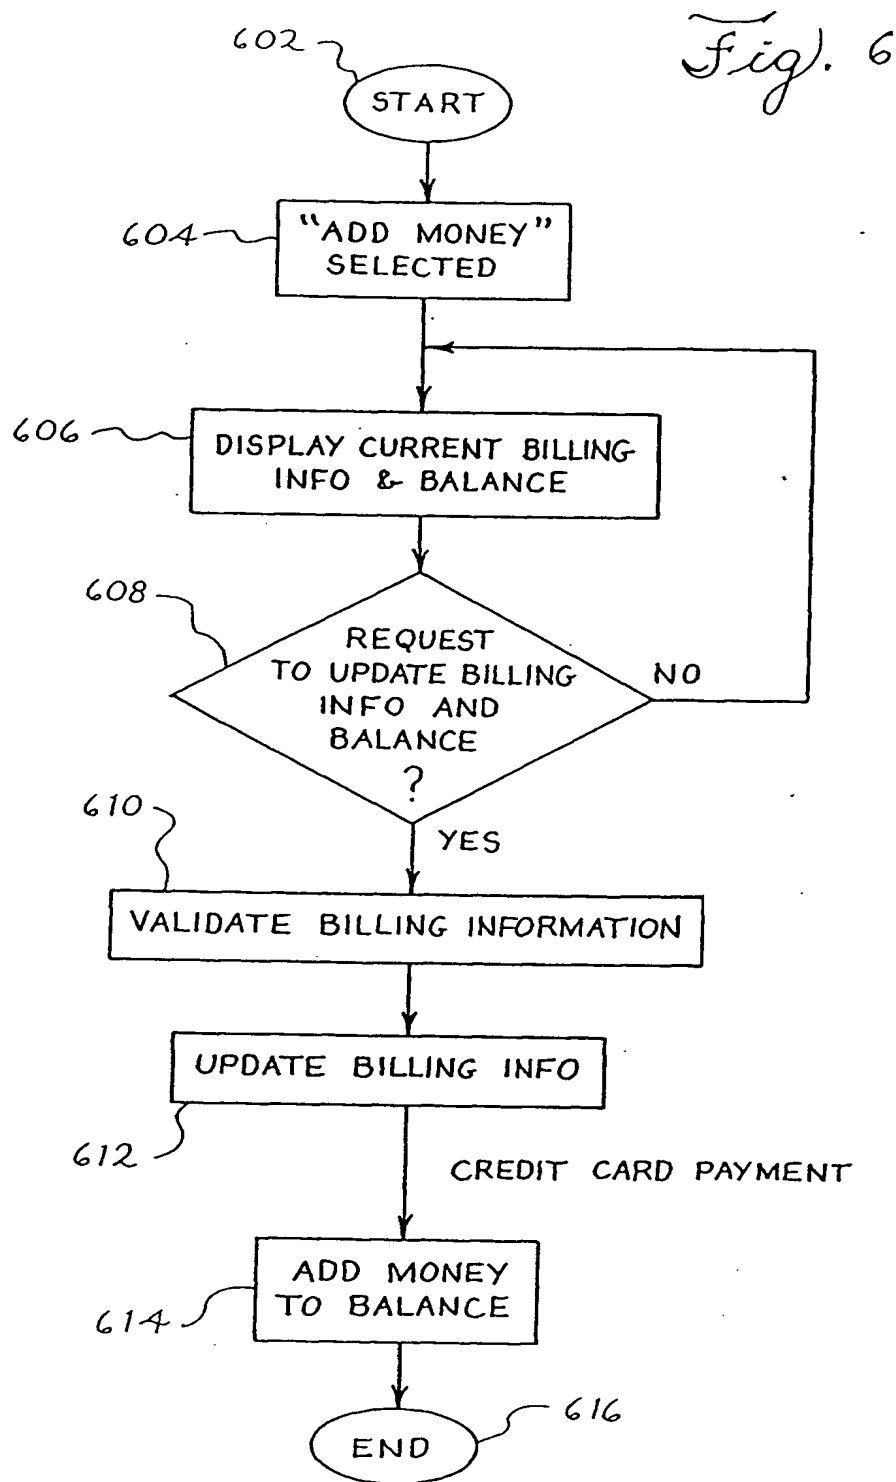 Fig. 6
602
START
604
"ADD MONEY"
SELECTED
606
DISPLAY CURRENT BILLING
INFO & BALANCE
608
REQUEST
TO UPDATE BILLING
INFO AND
BALANCE
?
NO
YES
610
VALIDATE BILLING INFORMATION
UPDATE BILLING INFO
612
CREDIT CARD PAYMENT
ADD MONEY
TO BALANCE
614
END
616